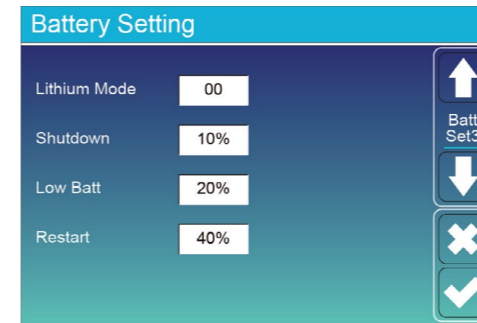 Battery Setting
Lithium Mode 00
Batt
Set3
Shutdown 10%
Low Batt 20%
Restart 40%